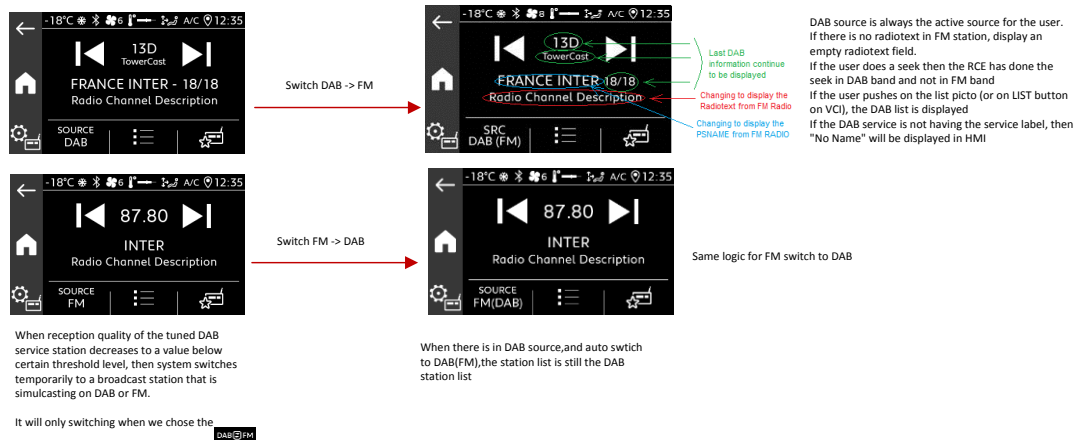 -18°C 6 A/C 12:35
13D
TowerCast
FRANCE INTER - 18/18
Radio Channel Description
SOURCE
DAB
Switch DAB -> FM
-18°C 8 A/C 12:35
13D
TowerCast
FRANCE INTER 18/18
Radio Channel Description
SRC
DAB (FM)
Last DAB
information continue
to be displayed
Changing to display the
Radiotext from FM Radio
Changing to display the
PSNAME from FM RADIO
DAB source is always the active source for the user.
If there is no radiotext in FM station, display an
empty radiotext field.
If the user does a seek then the RCE has done the
seek in DAB band and not in FM band
If the user pushes on the list picto (or on LIST button
on VCI), the DAB list is displayed
If the DAB service is not having the service label, then
"No Name" will be displayed in HMI
-18°C 6 A/C 12:35
87.80
INTER
Radio Channel Description
SOURCE
FM
Switch FM -> DAB
-18°C 6 A/C 12:35
87.80
INTER
Radio Channel Description
SOURCE
FM(DAB)
Same logic for FM switch to DAB
When reception quality of the tuned DAB
service station decreases to a value below
certain threshold level, then system switches
temporarily to a broadcast station that is
simulcasting on DAB or FM.
It will only switching when we chose the
DAB FM
When there is in DAB source,and auto swtich
to DAB(FM),the station list is still the DAB
station list